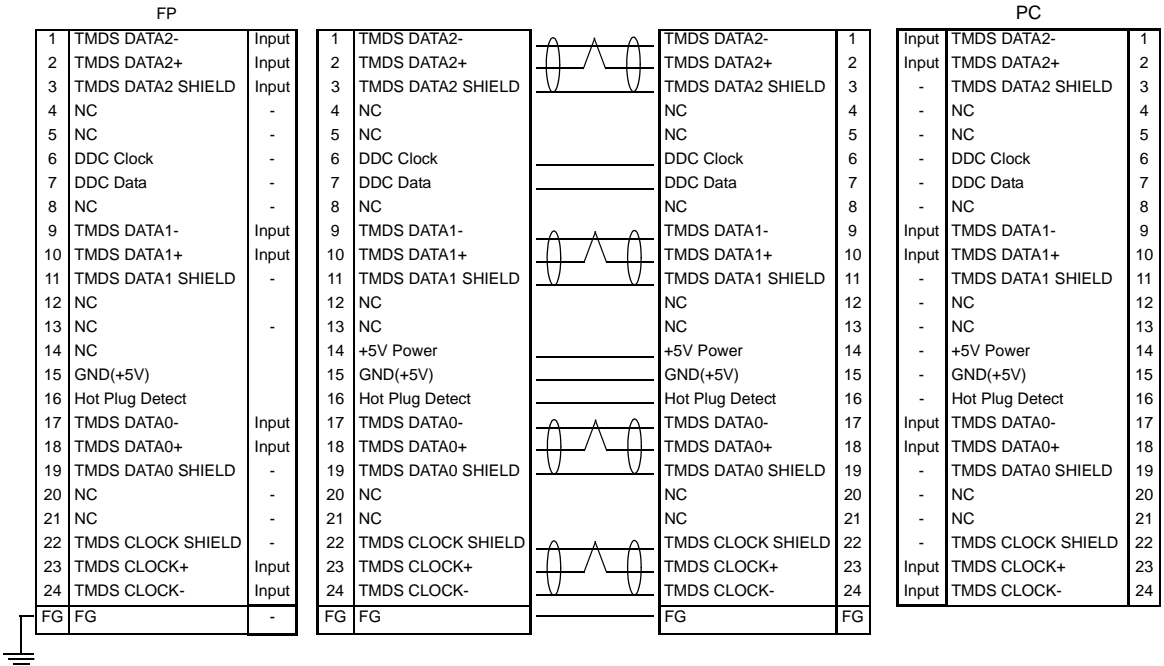 FP PC
1 TMDS DATA2- Input 1 TMDS DATA2- TMDS DATA2- 1 Input TMDS DATA2- 1
2 TMDS DATA2+ Input 2 TMDS DATA2+ TMDS DATA2+ 2 Input TMDS DATA2+ 2
3 TMDS DATA2 SHIELD Input 3 TMDS DATA2 SHIELD TMDS DATA2 SHIELD 3 - TMDS DATA2 SHIELD 3
4 NC - 4 NC NC 4 - NC 4
5 NC - 5 NC NC 5 - NC 5
6 DDC Clock - 6 DDC Clock DDC Clock 6 - DDC Clock 6
7 DDC Data - 7 DDC Data DDC Data 7 - DDC Data 7
8 NC - 8 NC NC 8 - NC 8
9 TMDS DATA1- Input 9 TMDS DATA1- TMDS DATA1- 9 Input TMDS DATA1- 9
10 TMDS DATA1+ Input 10 TMDS DATA1+ TMDS DATA1+ 10 Input TMDS DATA1+ 10
11 TMDS DATA1 SHIELD - 11 TMDS DATA1 SHIELD TMDS DATA1 SHIELD 11 - TMDS DATA1 SHIELD 11
12 NC 12 NC NC 12 - NC 12
13 NC - 13 NC NC 13 - NC 13
14 NC 14 +5V Power +5V Power 14 - +5V Power 14
15 GND(+5V) 15 GND(+5V) GND(+5V) 15 - GND(+5V) 15
16 Hot Plug Detect 16 Hot Plug Detect Hot Plug Detect 16 - Hot Plug Detect 16
17 TMDS DATA0- Input 17 TMDS DATA0- TMDS DATA0- 17 Input TMDS DATA0- 17
18 TMDS DATA0+ Input 18 TMDS DATA0+ TMDS DATA0+ 18 Input TMDS DATA0+ 18
19 TMDS DATA0 SHIELD - 19 TMDS DATA0 SHIELD TMDS DATA0 SHIELD 19 - TMDS DATA0 SHIELD 19
20 NC - 20 NC NC 20 - NC 20
21 NC - 21 NC NC 21 - NC 21
22 TMDS CLOCK SHIELD - 22 TMDS CLOCK SHIELD TMDS CLOCK SHIELD 22 - TMDS CLOCK SHIELD 22
23 TMDS CLOCK+ Input 23 TMDS CLOCK+ TMDS CLOCK+ 23 Input TMDS CLOCK+ 23
24 TMDS CLOCK- Input 24 TMDS CLOCK- TMDS CLOCK- 24 Input TMDS CLOCK- 24
FG FG - FG FG FG FG